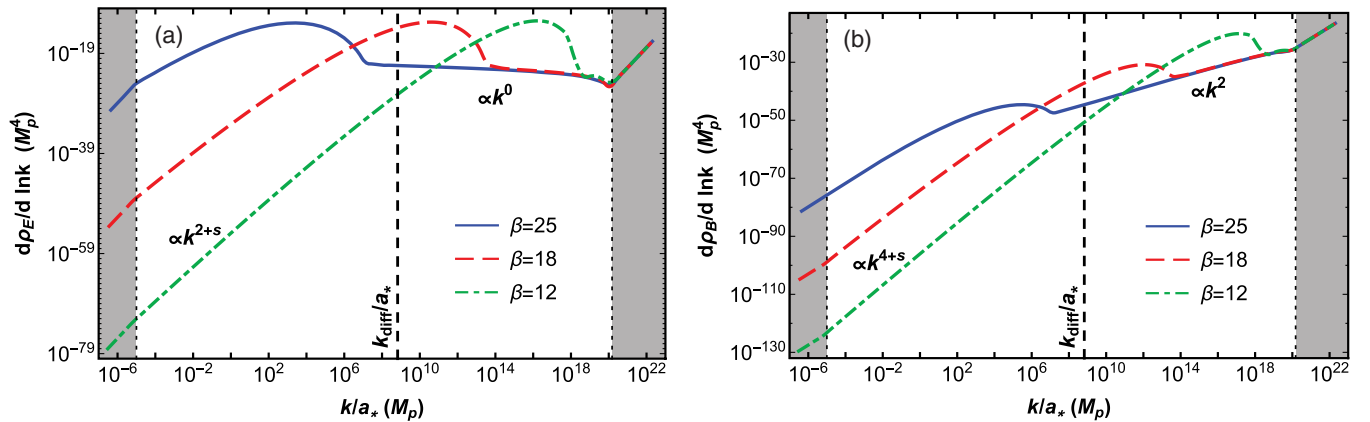 (a)
dρ_E/d lnk (M_p^4)
10^−19
10^−39
10^−59
10^−79
∝k^0
∝k^{2+s}
β=25
β=18
β=12
k_diff/a_*
10^−6 10^−2 10^2 10^6 10^10 10^14 10^18 10^22
k/a_* (M_p)
(b)
dρ_B/d lnk (M_p^4)
10^−30
10^−50
10^−70
10^−90
10^−110
10^−130
∝k^2
∝k^{4+s}
β=25
β=18
β=12
k_diff/a_*
10^−6 10^−2 10^2 10^6 10^10 10^14 10^18 10^22
k/a_* (M_p)